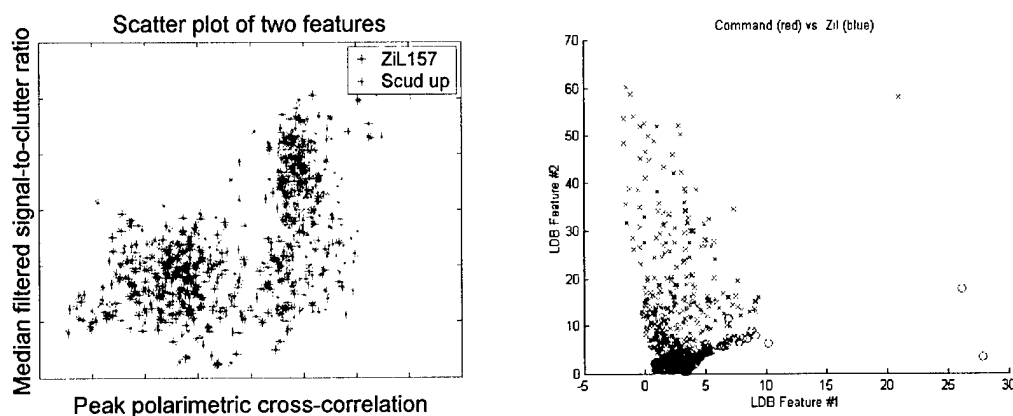 Scatter plot of two features
Median filtered signal-to-clutter ratio
ZiL157
Scud up
Peak polarimetric cross-correlation
Command (red) vs Zil (blue)
LDB Feature #2
70
60
50
40
30
20
10
0
-5 0 5 10 15 20 25 30
LDB Feature #1